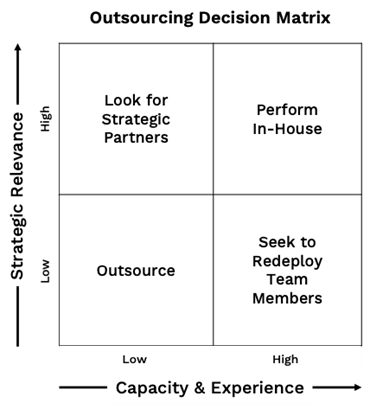 Outsourcing Decision Matrix
Strategic Relevance
High
Low
Look for
Strategic
Partners
Perform
In-House
Outsource
Seek to
Redeploy
Team
Members
Low
High
Capacity & Experience